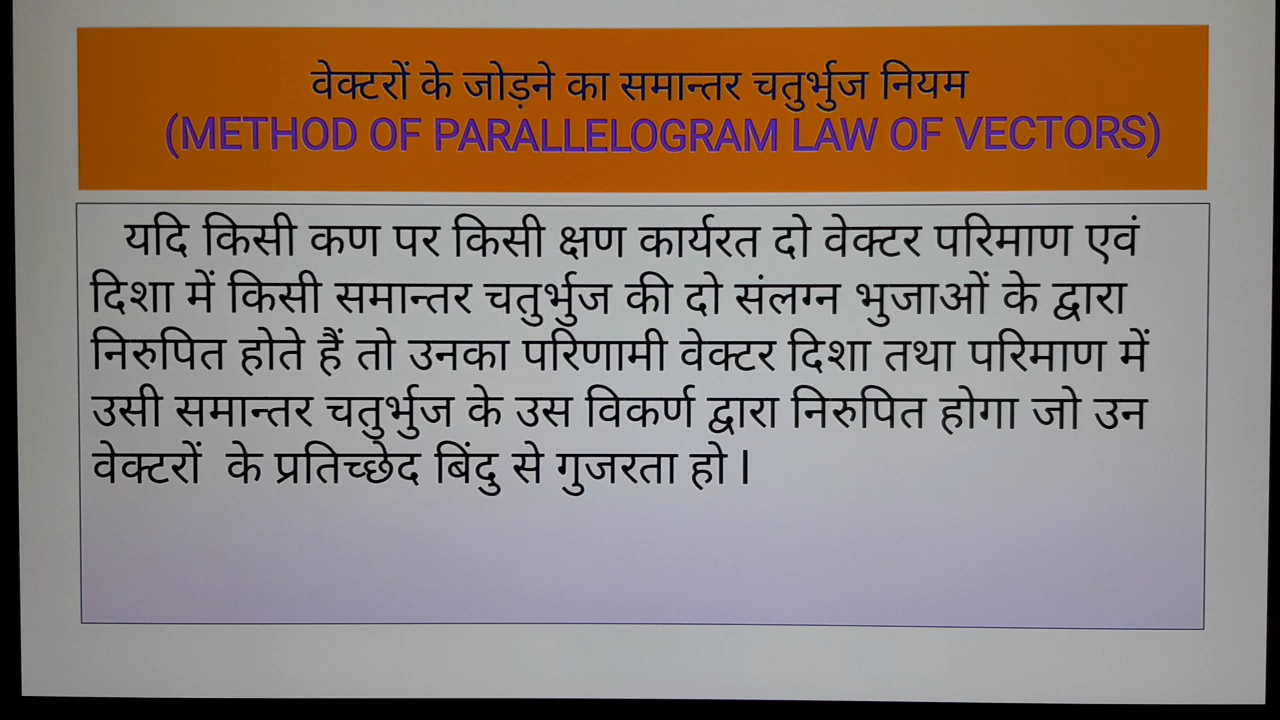 वेक्टरों के जोड़ने का समान्तर चतुर्भुज नियम
(METHOD OF PARALLELOGRAM LAW OF VECTORS)
यदि किसी कण पर किसी क्षण कार्यरत दो वेक्टर परिमाण एवं
दिशा में किसी समान्तर चतुर्भुज की दो संलग्न भुजाओं के द्वारा
निरुपित होते हैं तो उनका परिणामी वेक्टर दिशा तथा परिमाण में
उसी समान्तर चतुर्भुज के उस विकर्ण द्वारा निरुपित होगा जो उन
वेक्टरों के प्रतिच्छेद बिंदु से गुजरता हो l